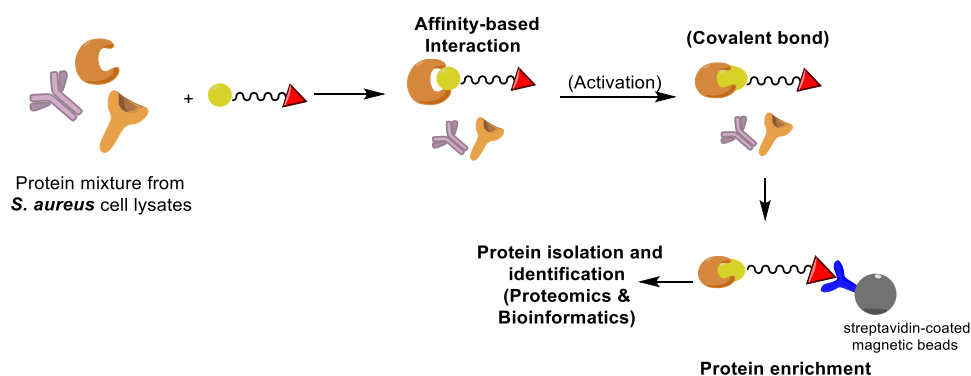 Affinity-based
Interaction
(Covalent bond)
(Activation)
+
Protein mixture from
S. aureus cell lysates
Protein isolation and
identification
(Proteomics &
Bioinformatics)
streptavidin-coated
magnetic beads
Protein enrichment